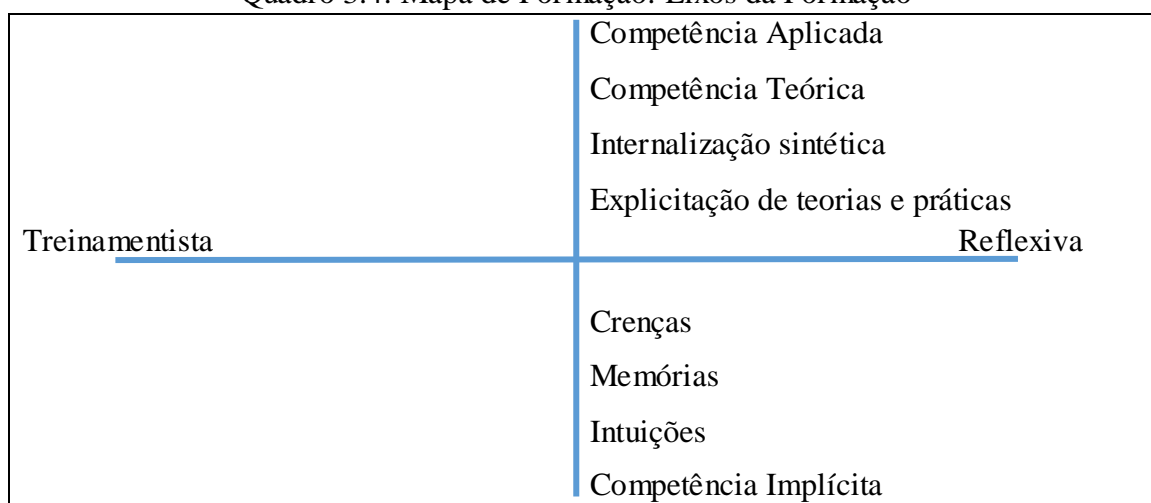 Quadro 3.4: Mapa de Formação: Eixos da Formação
Competência Aplicada
Competência Teórica
Internalização sintética
Explicitação de teorias e práticas
Treinamentista Reflexiva
Crenças
Memórias
Intuições
Competência Implícita